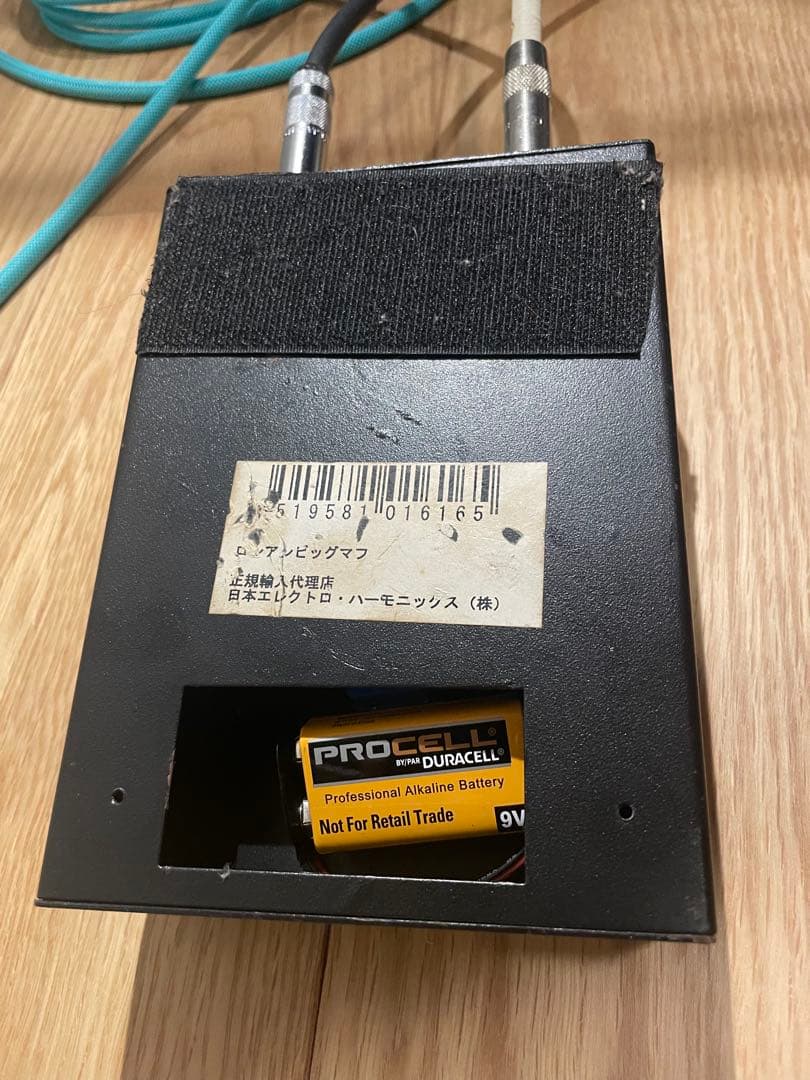 519581 016165
ロシアンビッグマフ
正規輸入代理店
日本エレクトロ・ハーモニックス（株）
PROCELL®
BY/PAR DURACELL®
Professional Alkaline Battery
Not For Retail Trade 9V